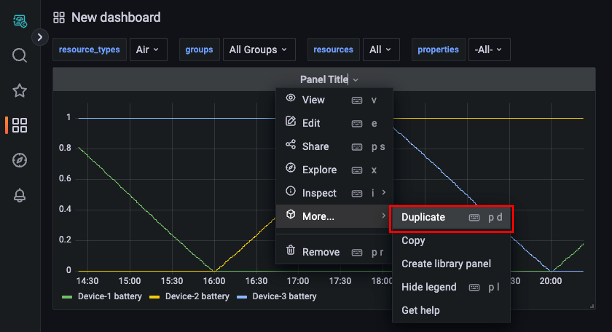 New dashboard
resource_types Air groups All Groups resources All properties -All-
Panel Title
View v
Edit e
Share p s
Explore x
Inspect i
More...
Remove p r
Duplicate p d
Copy
Create library panel
Hide legend p l
Get help
1
0.8
0.6
0.4
0.2
0
14:30 15:00 15:30 16:00 16:30 17:00 17:30 18:00 20:00
Device-1 battery Device-2 battery Device-3 battery